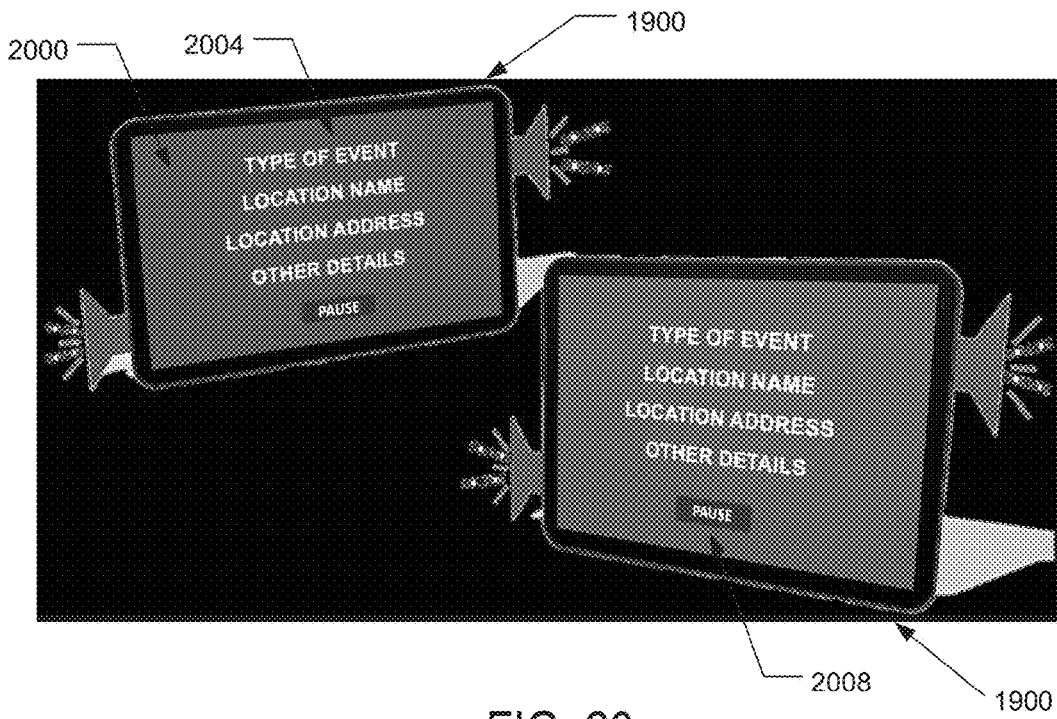 1900
2000
2004
TYPE OF EVENT
LOCATION NAME
LOCATION ADDRESS
OTHER DETAILS
PAUSE
TYPE OF EVENT
LOCATION NAME
LOCATION ADDRESS
OTHER DETAILS
PAUSE
2008
1900